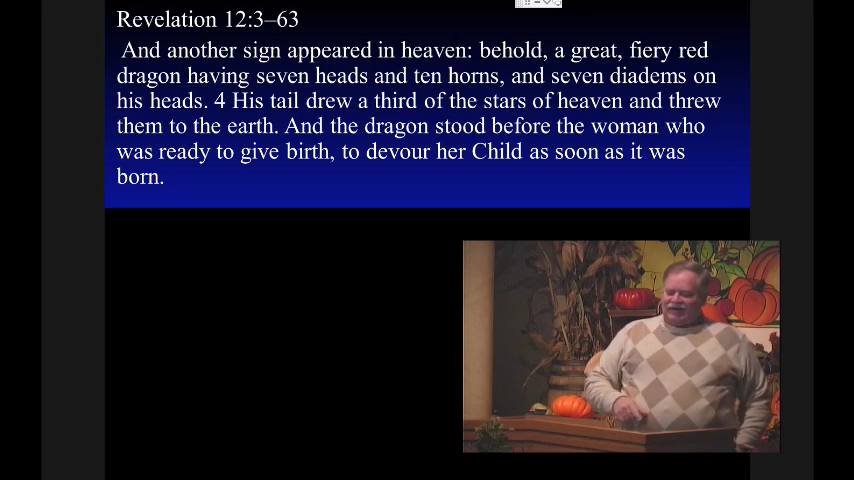 Revelation 12:3–63
And another sign appeared in heaven: behold, a great, fiery red
dragon having seven heads and ten horns, and seven diadems on
his heads. 4 His tail drew a third of the stars of heaven and threw
them to the earth. And the dragon stood before the woman who
was ready to give birth, to devour her Child as soon as it was
born.